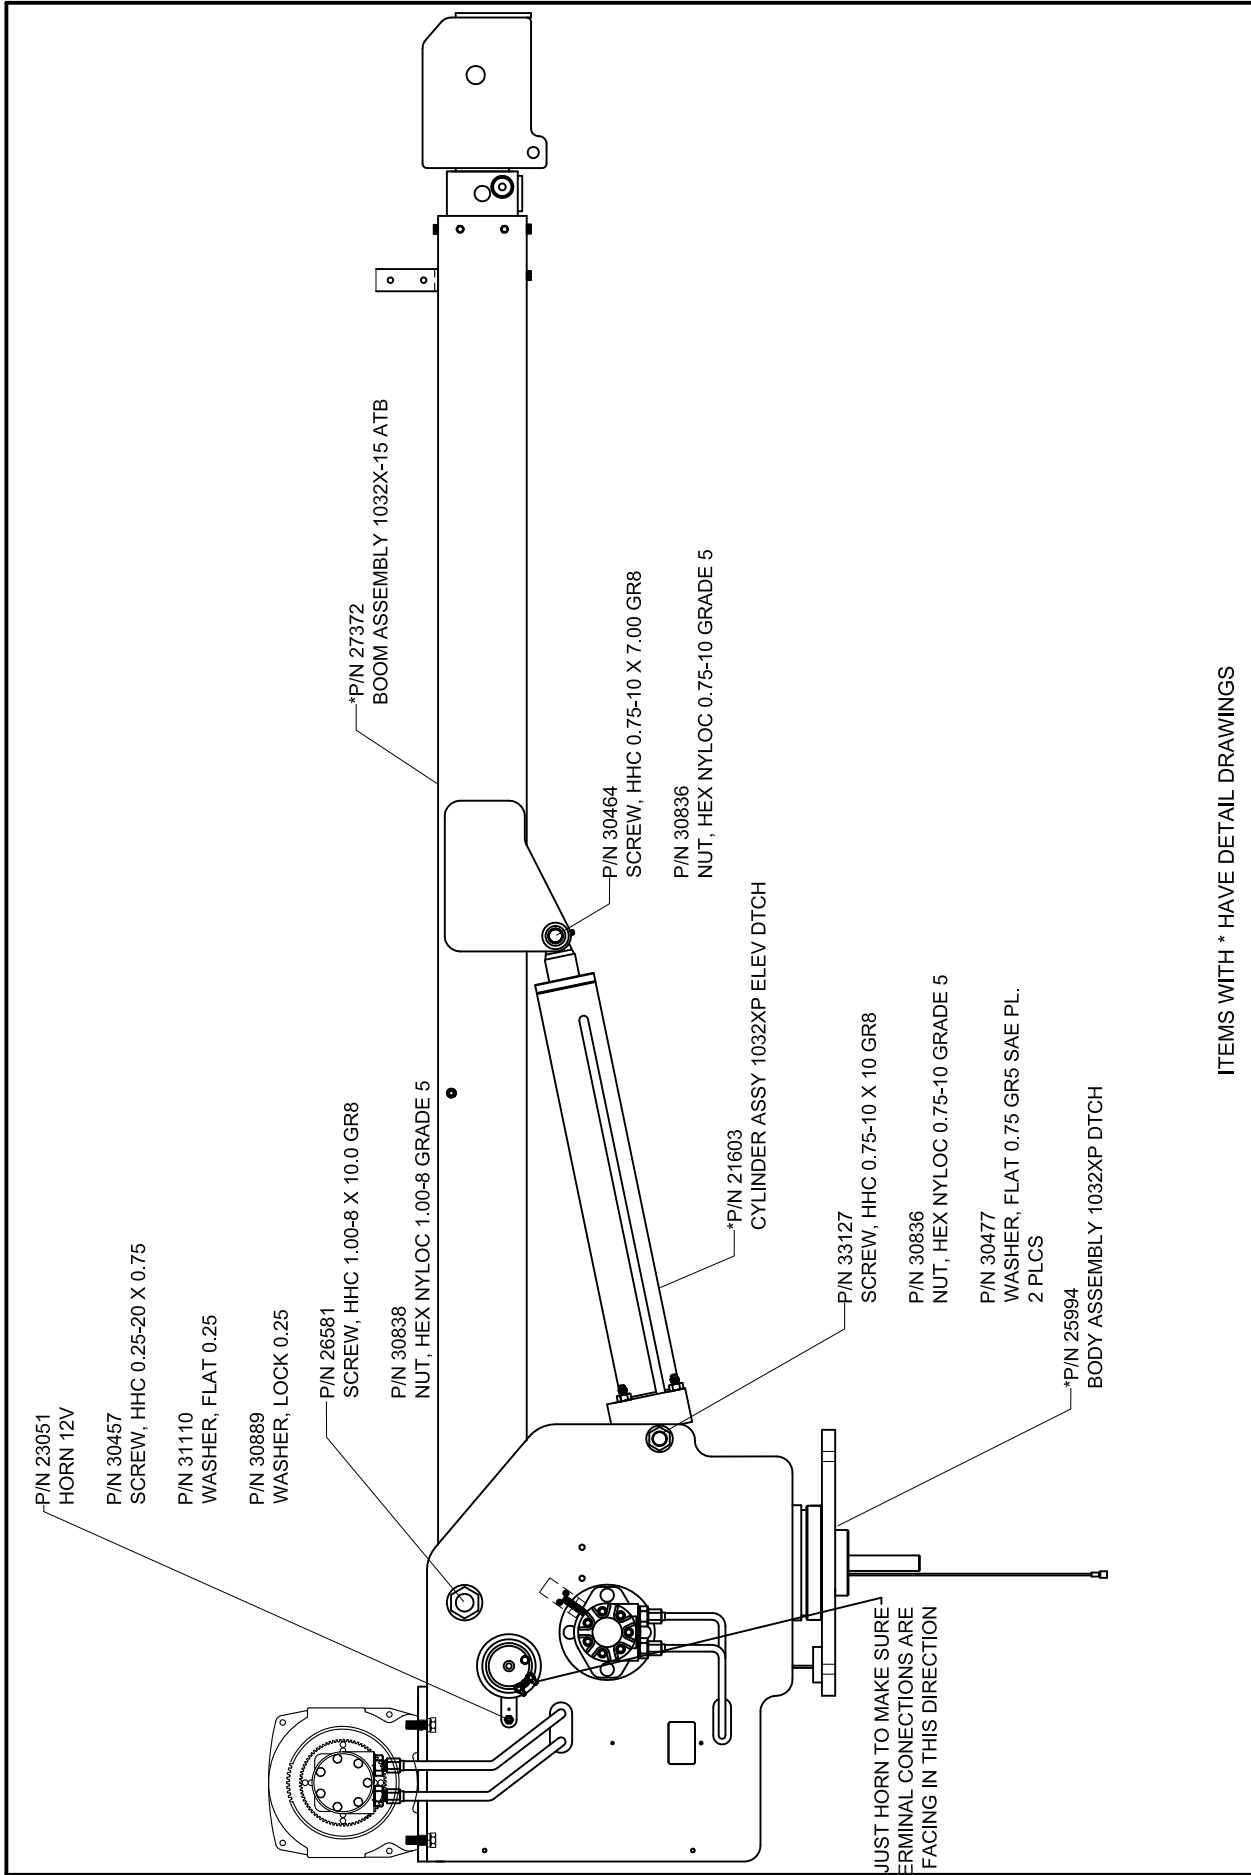 P/N 23051
HORN 12V
P/N 30457
SCREW, HHC 0.25-20 X 0.75
P/N 31110
WASHER, FLAT 0.25
P/N 30889
WASHER, LOCK 0.25
P/N 26581
SCREW, HHC 1.00-8 X 10.0 GR8
P/N 30838
NUT, HEX NYLOC 1.00-8 GRADE 5
*P/N 27372
BOOM ASSEMBLY 1032X-15 ATB
P/N 30464
SCREW, HHC 0.75-10 X 7.00 GR8
P/N 30836
NUT, HEX NYLOC 0.75-10 GRADE 5
*P/N 21603
CYLINDER ASSY 1032XP ELEV DTCH
P/N 33127
SCREW, HHC 0.75-10 X 10 GR8
P/N 30836
NUT, HEX NYLOC 0.75-10 GRADE 5
P/N 30477
WASHER, FLAT 0.75 GR5 SAE PL.
2 PLCS
*P/N 25994
BODY ASSEMBLY 1032XP DTCH
JUST HORN TO MAKE SURE
ERMINAL CONECTIONS ARE
FACING IN THIS DIRECTION
ITEMS WITH * HAVE DETAIL DRAWINGS